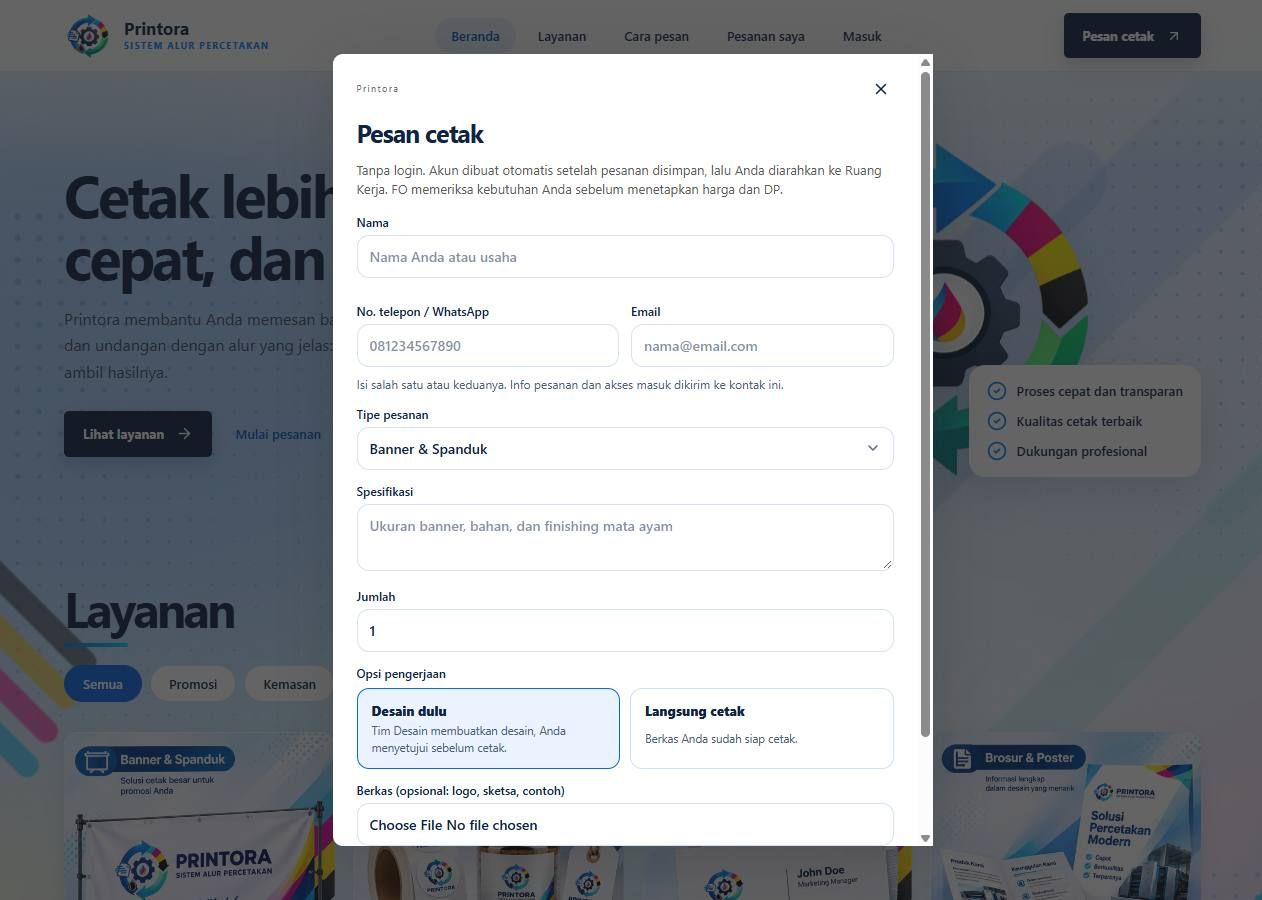 Printora
SISTEM ALUR PERCETAKAN
Beranda
Layanan
Cara pesan
Pesanan saya
Masuk
Pesan cetak
Cetak lebih
cepat, dan
Printora membantu Anda memesan
dan undangan dengan alur yang jelas
ambil hasilnya.
Lihat layanan
Mulai pesanan
Proses cepat dan transparan
Kualitas cetak terbaik
Dukungan profesional
Printora
Pesan cetak
Tanpa login. Akun dibuat otomatis setelah pesanan disimpan, lalu Anda diarahkan ke Ruang
Kerja. FO memeriksa kebutuhan Anda sebelum menetapkan harga dan DP.
Nama
Nama Anda atau usaha
No. telepon / WhatsApp
Email
081234567890
nama@email.com
Isi salah satu atau keduanya. Info pesanan dan akses masuk dikirim ke kontak ini.
Tipe pesanan
Banner & Spanduk
Spesifikasi
Ukuran banner, bahan, dan finishing mata ayam
Jumlah
1
Opsi pengerjaan
Desain dulu
Tim Desain membuatkan desain, Anda
menyetujui sebelum cetak.
Langsung cetak
Berkas Anda sudah siap cetak.
Berkas (opsional: logo, sketsa, contoh)
Choose File No file chosen
Layanan
Semua
Promosi
Kemasan
Banner & Spanduk
Solusi cetak besar untuk
promosi Anda
PRINTORA
SISTEM ALUR PERCETAKAN
PRINTORA
PRINTORA
John Doe
Marketing Manager
Brosur & Poster
Informasi lengkap
dalam desain yang menarik
PRINTORA
Solusi
Percetakan
Modern
Cepat
Berkualitas
Terpercaya